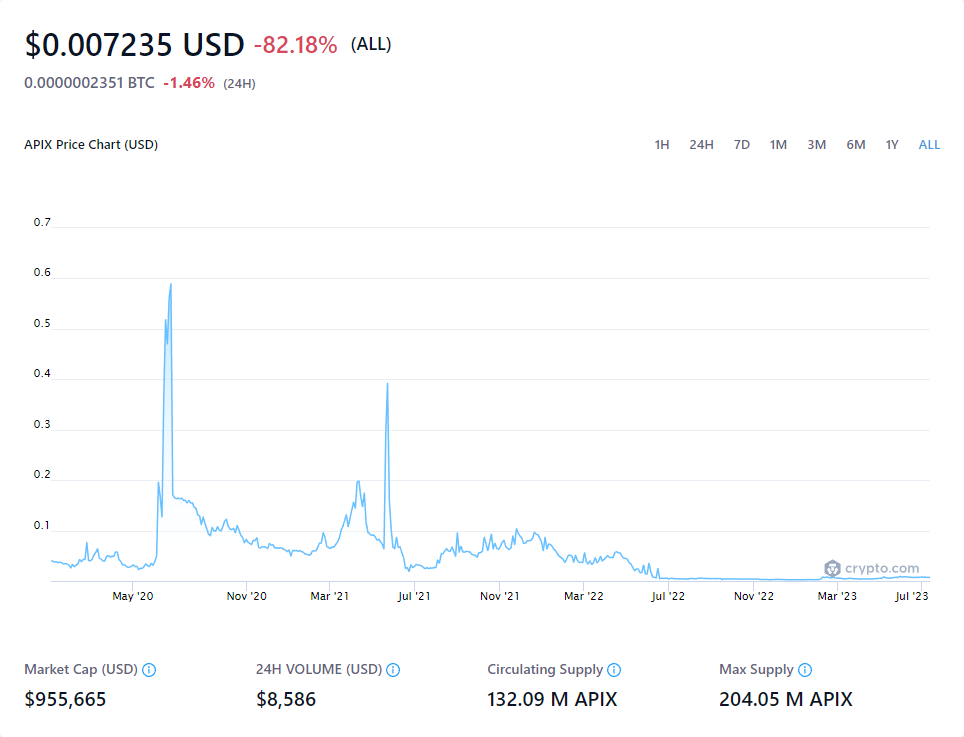 $0.007235 USD -82.18% (ALL)
0.0000002351 BTC -1.46% (24H)
APIX Price Chart (USD) 1H 24H 7D 1M 3M 6M 1Y ALL
0.7
0.6
0.5
0.4
0.3
0.2
0.1
crypto.com
May '20 Nov '20 Mar '21 Jul '21 Nov '21 Mar '22 Jul '22 Nov '22 Mar '23 Jul '23
Market Cap (USD) 24H VOLUME (USD) Circulating Supply Max Supply
$955,665 $8,586 132.09 M APIX 204.05 M APIX